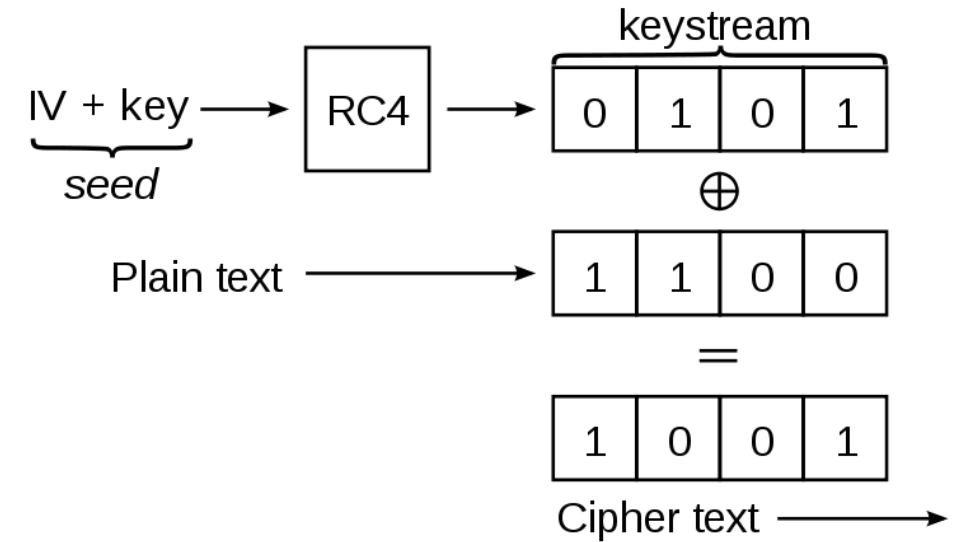 keystream
IV + key
RC4
0 1 0 1
seed
⊕
Plain text
1 1 0 0
=
1 0 0 1
Cipher text